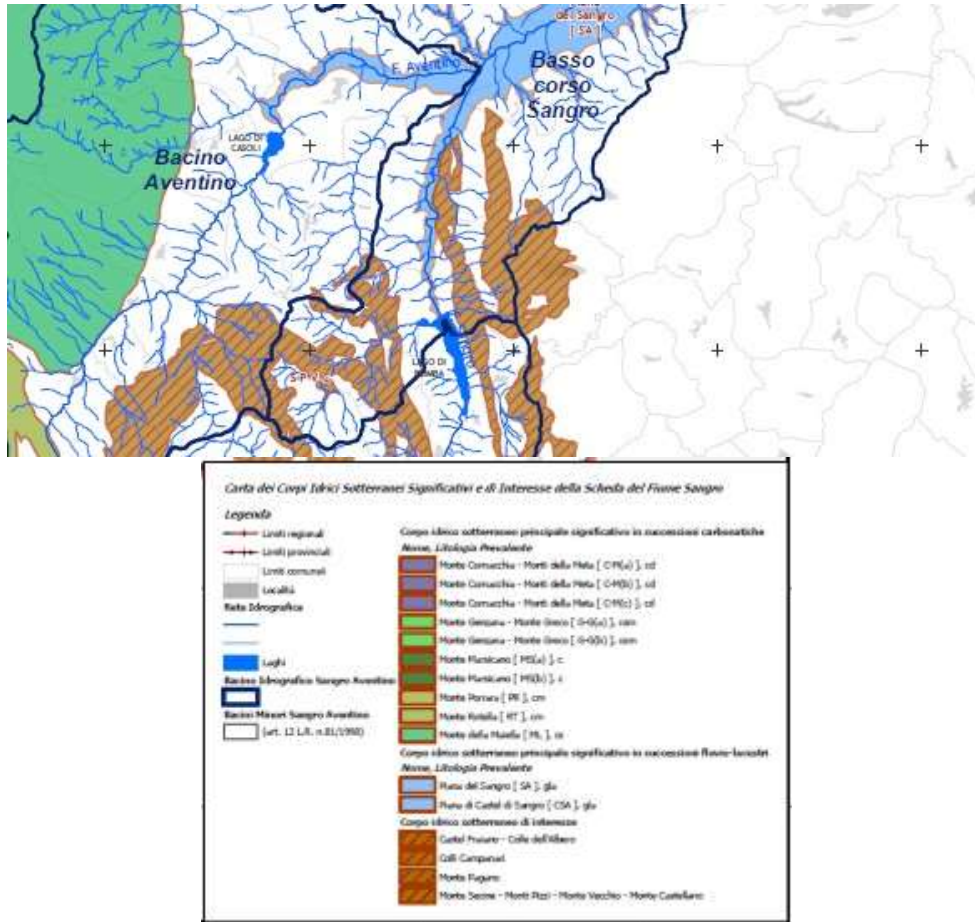 del Sangro
[ SA ]
F. Aventino
Basso
corso
Sangro
LAGO DI
CASOLI
Bacino
Aventino
LAGO DI
Carta dei Corpi Idrici Sotterranei Significativi e di Interesse della Scheda del Fiume Sangro
Legenda
Limiti regionali
Limiti provinciali
Limiti comunali
Località
Rete Idrografica
Laghi
Bacino Idrografico Sangro Aventino
Bacini Minori Sangro Aventino
(art. 12 L.R. n.81/1998)
Corpo idrico sotterraneo principale significativo in successioni carbonatiche
Nome, Litologia Prevalente
Monte Cornacchia - Monti della Meta [ C-M(a) ], cd
Monte Cornacchia - Monti della Meta [ C-M(b) ], cd
Monte Cornacchia - Monti della Meta [ C-M(c) ], cd
Monte Genzana - Monte Greco [ G-G(a) ], csm
Monte Genzana - Monte Greco [ G-G(b) ], csm
Monte Marsicano [ MS(a) ], c
Monte Marsicano [ MS(b) ], c
Monte Porrara [ PR ], cm
Monte Rotella [ RT ], cm
Monte della Maiella [ ML ], cs
Corpo idrico sotterraneo principale significativo in successioni fluvio-lacustri
Nome, Litologia Prevalente
Piana del Sangro [ SA ], gla
Piana di Castel di Sangro [ CSA ], gla
Corpo idrico sotterraneo di interesse
Castel Fraiano - Colle dell'Albero
Colli Campanari
Monte Pagano
Monte Secine - Monti Pizzi - Monte Vecchio - Monte Castellano